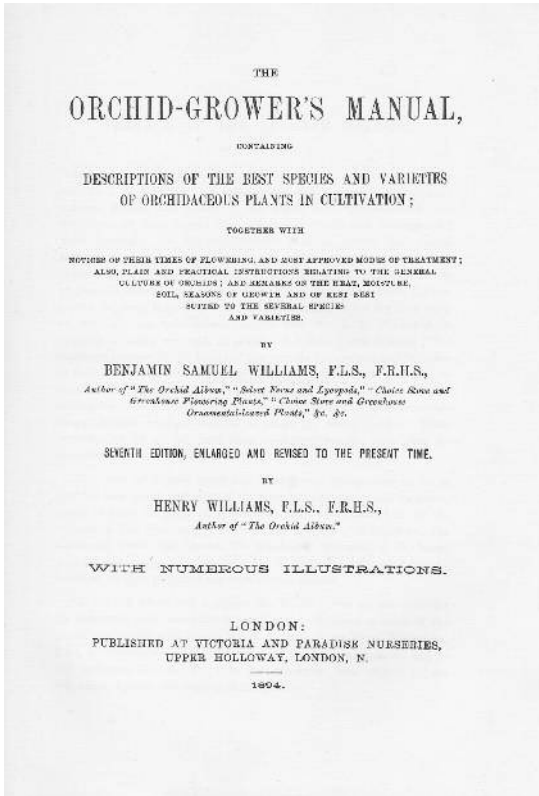 THE
ORCHID-GROWER'S MANUAL,
CONTAINING
DESCRIPTIONS OF THE BEST SPECIES AND VARIETIES
OF ORCHIDACEOUS PLANTS IN CULTIVATION;
TOGETHER WITH
NOTICES OF THEIR TIMES OF FLOWERING, AND MOST APPROVED MODES OF TREATMENT;
ALSO, PLAIN AND PRACTICAL INSTRUCTIONS RELATING TO THE GENERAL
CULTURE OF ORCHIDS; AND REMARKS ON THE HEAT, MOISTURE,
SOIL, SEASONS OF GROWTH AND OF REST BEST
SUITED TO THE SEVERAL SPECIES
AND VARIETIES.
BY
BENJAMIN SAMUEL WILLIAMS, F.L.S., F.R.H.S.,
Author of "The Orchid Album," "Select Ferns and Lycopods," "Choice Stove and
Greenhouse Flowering Plants," "Choice Stove and Greenhouse
Ornamental-leaved Plants," &c. &c.
SEVENTH EDITION, ENLARGED AND REVISED TO THE PRESENT TIME.
BY
HENRY WILLIAMS, F.L.S., F.R.H.S.,
Author of "The Orchid Album."
WITH NUMEROUS ILLUSTRATIONS.
LONDON:
PUBLISHED AT VICTORIA AND PARADISE NURSERIES,
UPPER HOLLOWAY, LONDON, N.
1894.